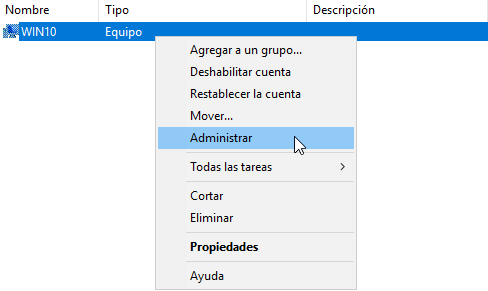 Nombre Tipo Descripción
WIN10 Equipo
Agregar a un grupo...
Deshabilitar cuenta
Restablecer la cuenta
Mover...
Administrar
Todas las tareas
Cortar
Eliminar
Propiedades
Ayuda